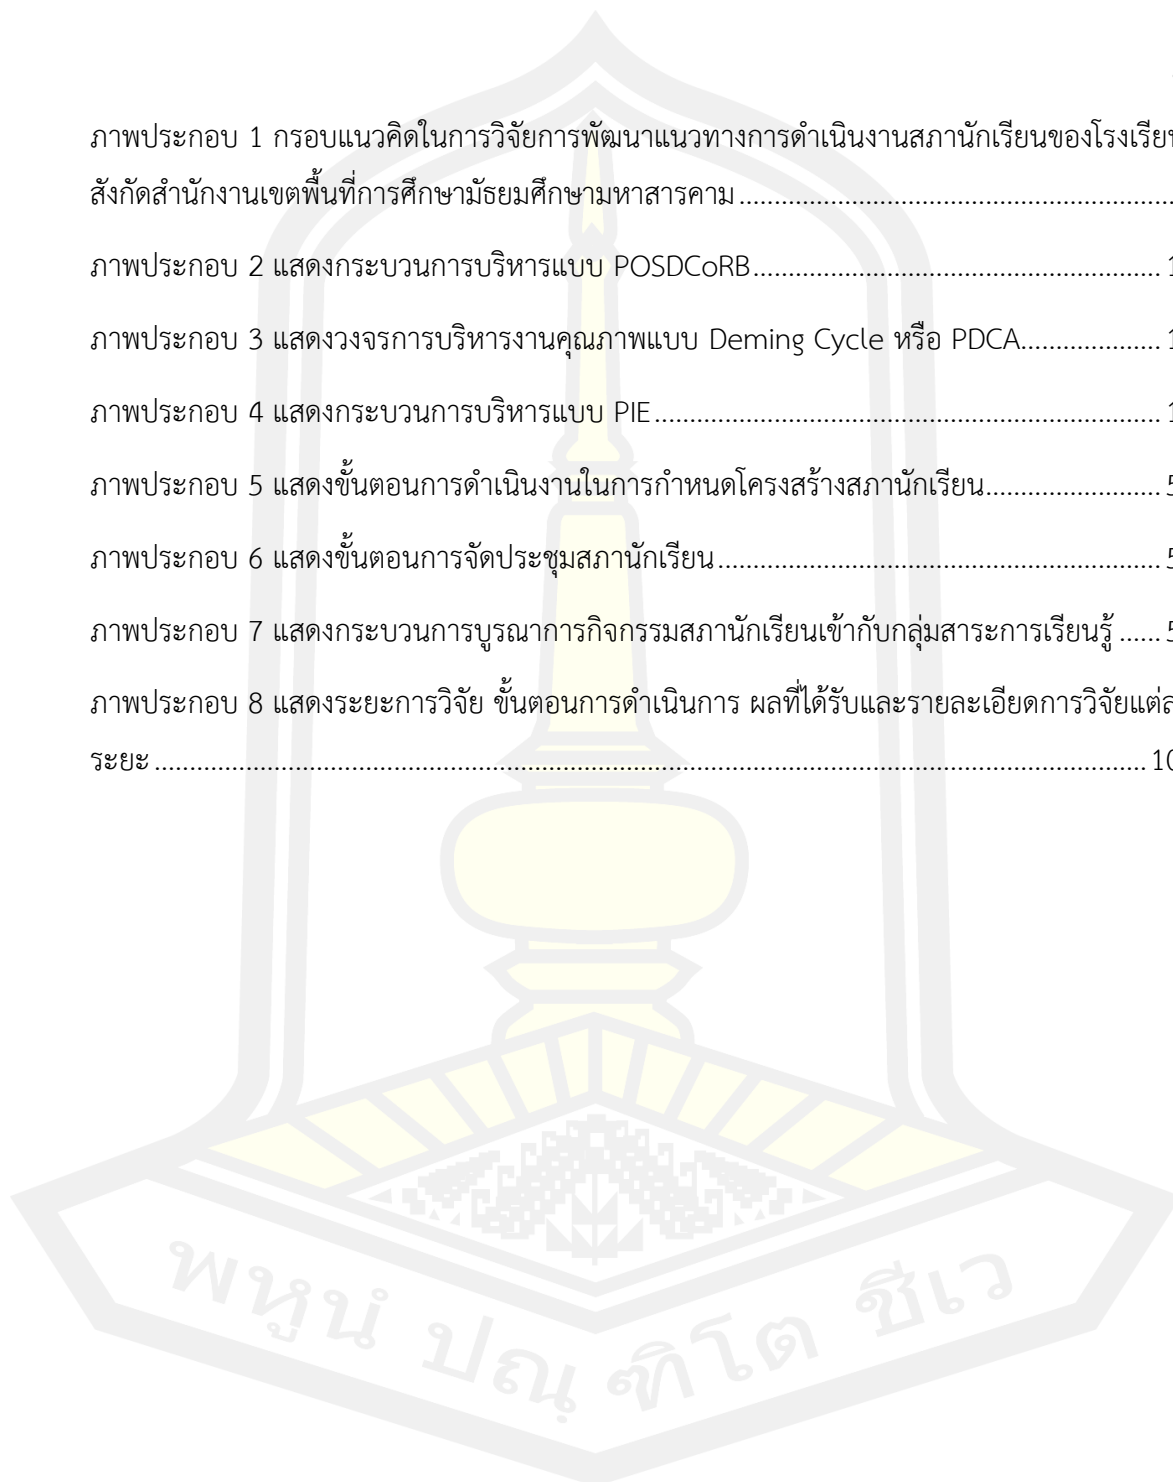 ภาพประกอบ 1 กรอบแนวคิดในการวิจัยการพัฒนาแนวทางการดำเนินงานสภานักเรียนของโรงเรียน
สังกัดสำนักงานเขตพื้นที่การศึกษามัธยมศึกษามหาสารคาม ........................................................
ภาพประกอบ 2 แสดงกระบวนการบริหารแบบ POSDCoRB.......................................................... 1
ภาพประกอบ 3 แสดงวงจรการบริหารงานคุณภาพแบบ Deming Cycle หรือ PDCA.................... 1
ภาพประกอบ 4 แสดงกระบวนการบริหารแบบ PIE........................................................................ 1
ภาพประกอบ 5 แสดงขั้นตอนการดำเนินงานในการกำหนดโครงสร้างสภานักเรียน......................... 5
ภาพประกอบ 6 แสดงขั้นตอนการจัดประชุมสภานักเรียน............................................................... 5
ภาพประกอบ 7 แสดงกระบวนการบูรณาการกิจกรรมสภานักเรียนเข้ากับกลุ่มสาระการเรียนรู้ ...... 5
ภาพประกอบ 8 แสดงระยะการวิจัย ขั้นตอนการดำเนินการ ผลที่ได้รับและรายละเอียดการวิจัยแต่ล
ระยะ ............................................................................................................................................. 10
พหูนํ ปณฺฑิโต ชีเว